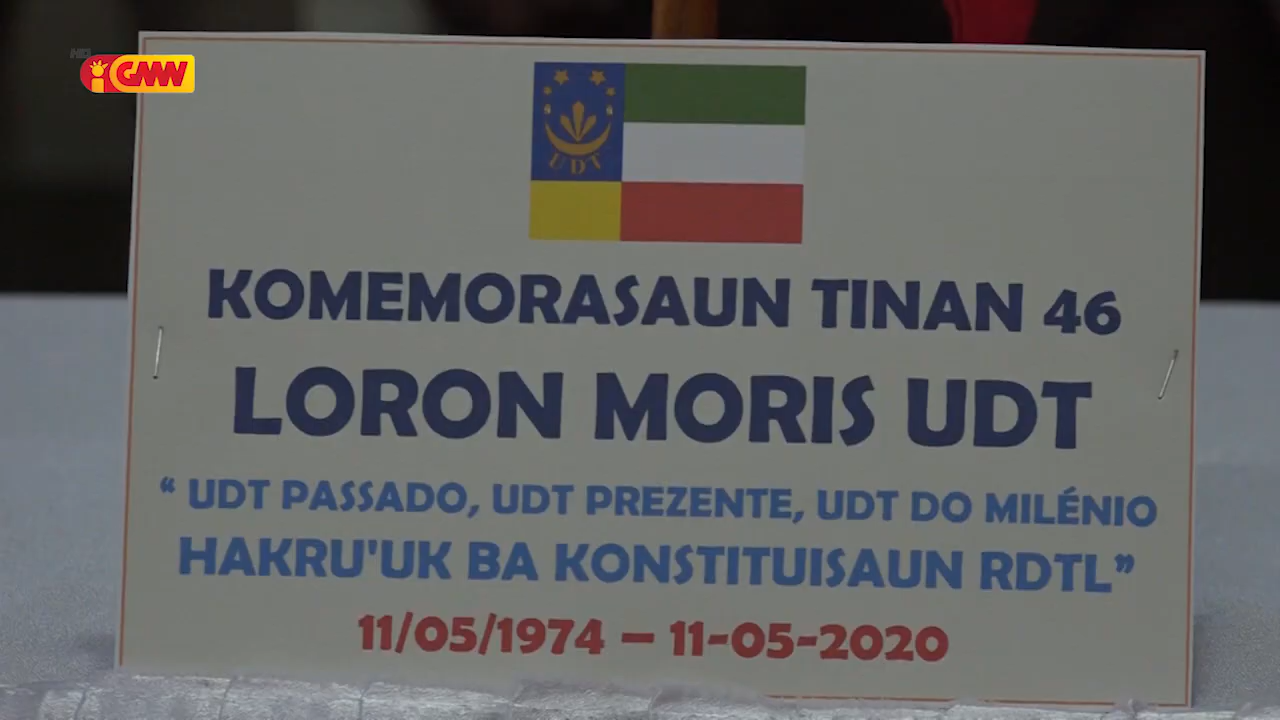 GMN
UDT
KOMEMORASAUN TINAN 46
LORON MORIS UDT
“ UDT PASSADO, UDT PREZENTE, UDT DO MILÉNIO
HAKRU'UK BA KONSTITUISAUN RDTL”
11/05/1974 – 11-05-2020